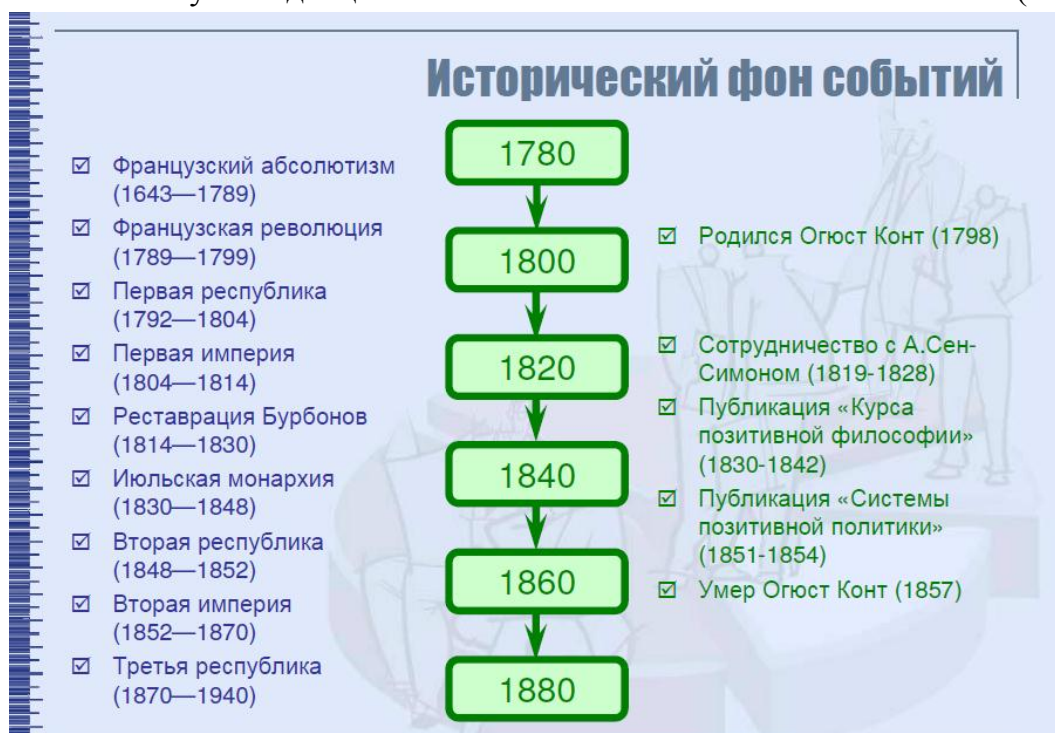 Исторический фон событий
Французский абсолютизм
(1643—1789)
Французская революция
(1789—1799)
Первая республика
(1792—1804)
Первая империя
(1804—1814)
Реставрация Бурбонов
(1814—1830)
Июльская монархия
(1830—1848)
Вторая республика
(1848—1852)
Вторая империя
(1852—1870)
Третья республика
(1870—1940)
1780
1800
1820
1840
1860
1880
Родился Огюст Конт (1798)
Сотрудничество с А.Сен-
Симоном (1819-1828)
Публикация «Курса
позитивной философии»
(1830-1842)
Публикация «Системы
позитивной политики»
(1851-1854)
Умер Огюст Конт (1857)